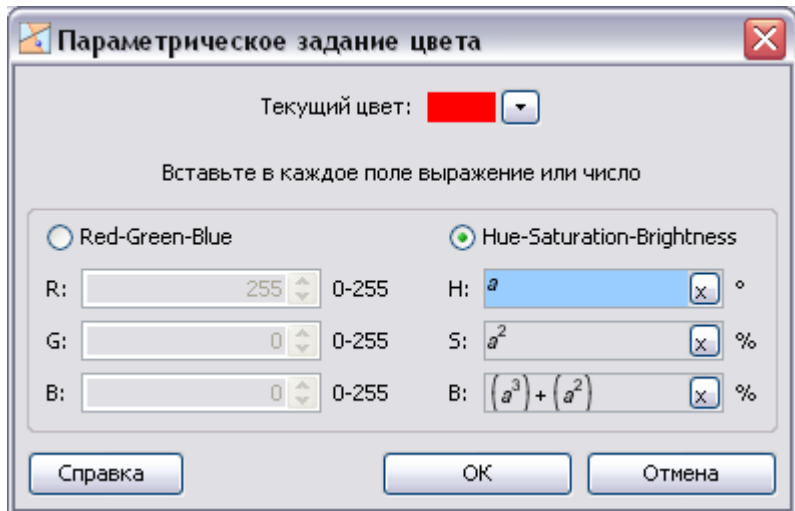 Параметрическое задание цвета
Текущий цвет:
Вставьте в каждое поле выражение или число
Red-Green-Blue Hue-Saturation-Brightness
R: 255 0-255 H: a x °
G: 0 0-255 S: a² x %
B: 0 0-255 B: (a³)+(a²) x %
Справка ОК Отмена